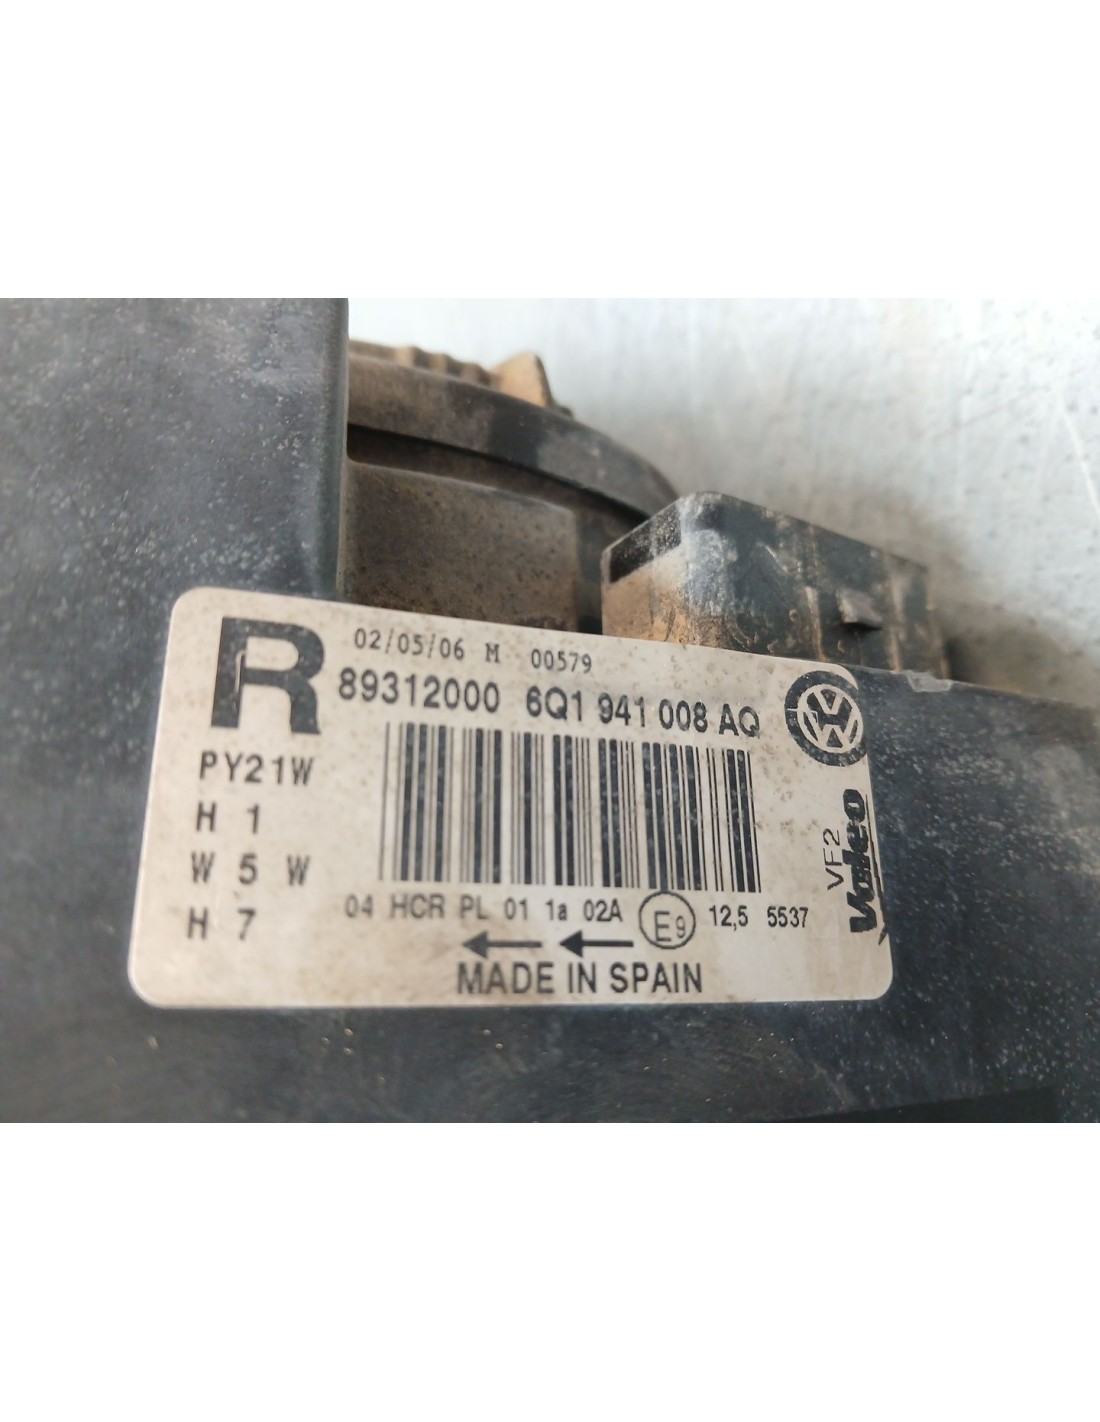 R
02/05/06 M 00579
89312000 6Q1 941 008 AQ
PY21W
H 1
W 5 W
H 7
04 HCR PL 01 1a 02A E9 12,5 5537
MADE IN SPAIN
VF2
Valeo